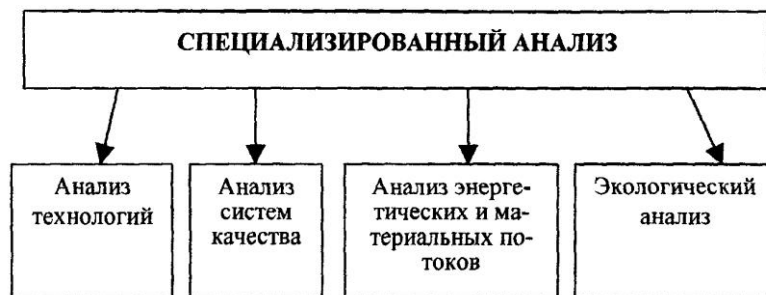 СПЕЦИАЛИЗИРОВАННЫЙ АНАЛИЗ
Анализ
технологий
Анализ
систем
качества
Анализ энерге-
тических и ма-
териальных по-
токов
Экологический
анализ